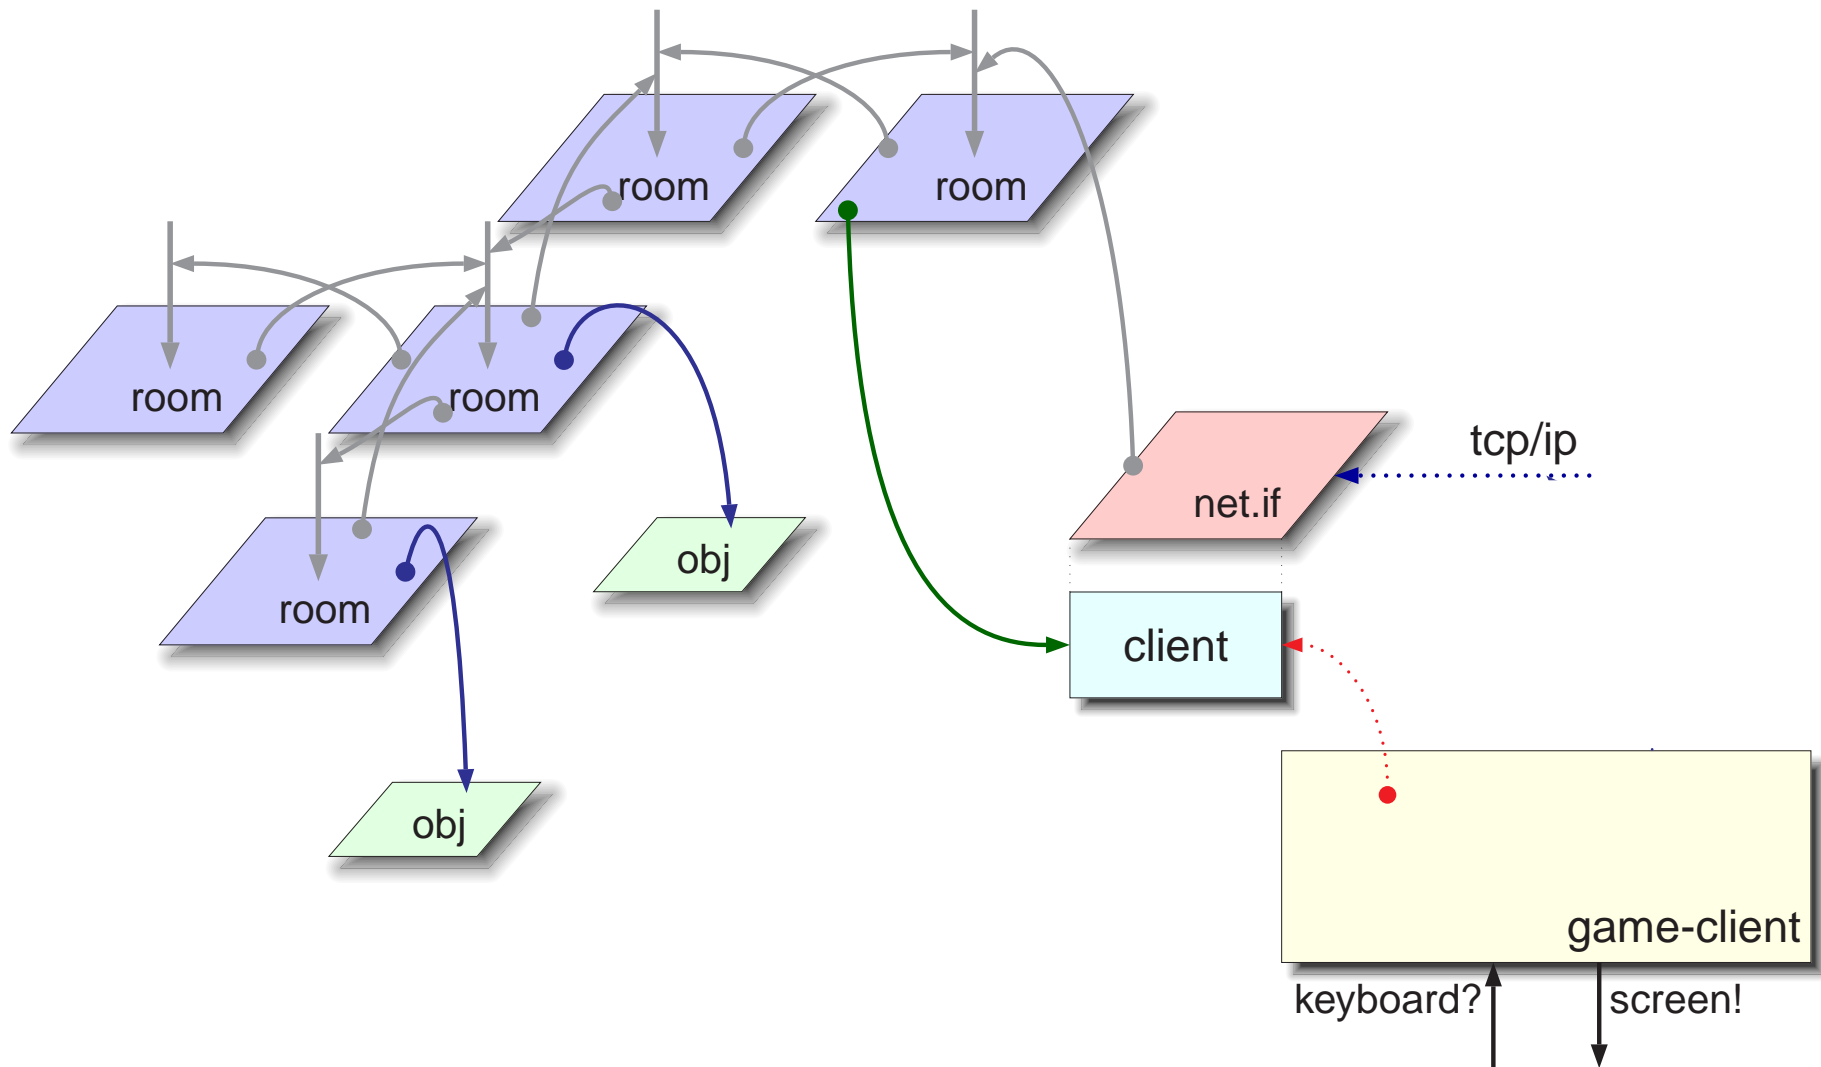 room
room
room
room
tcp/ip
net.if
obj
room
client
obj
game-client
keyboard?
screen!